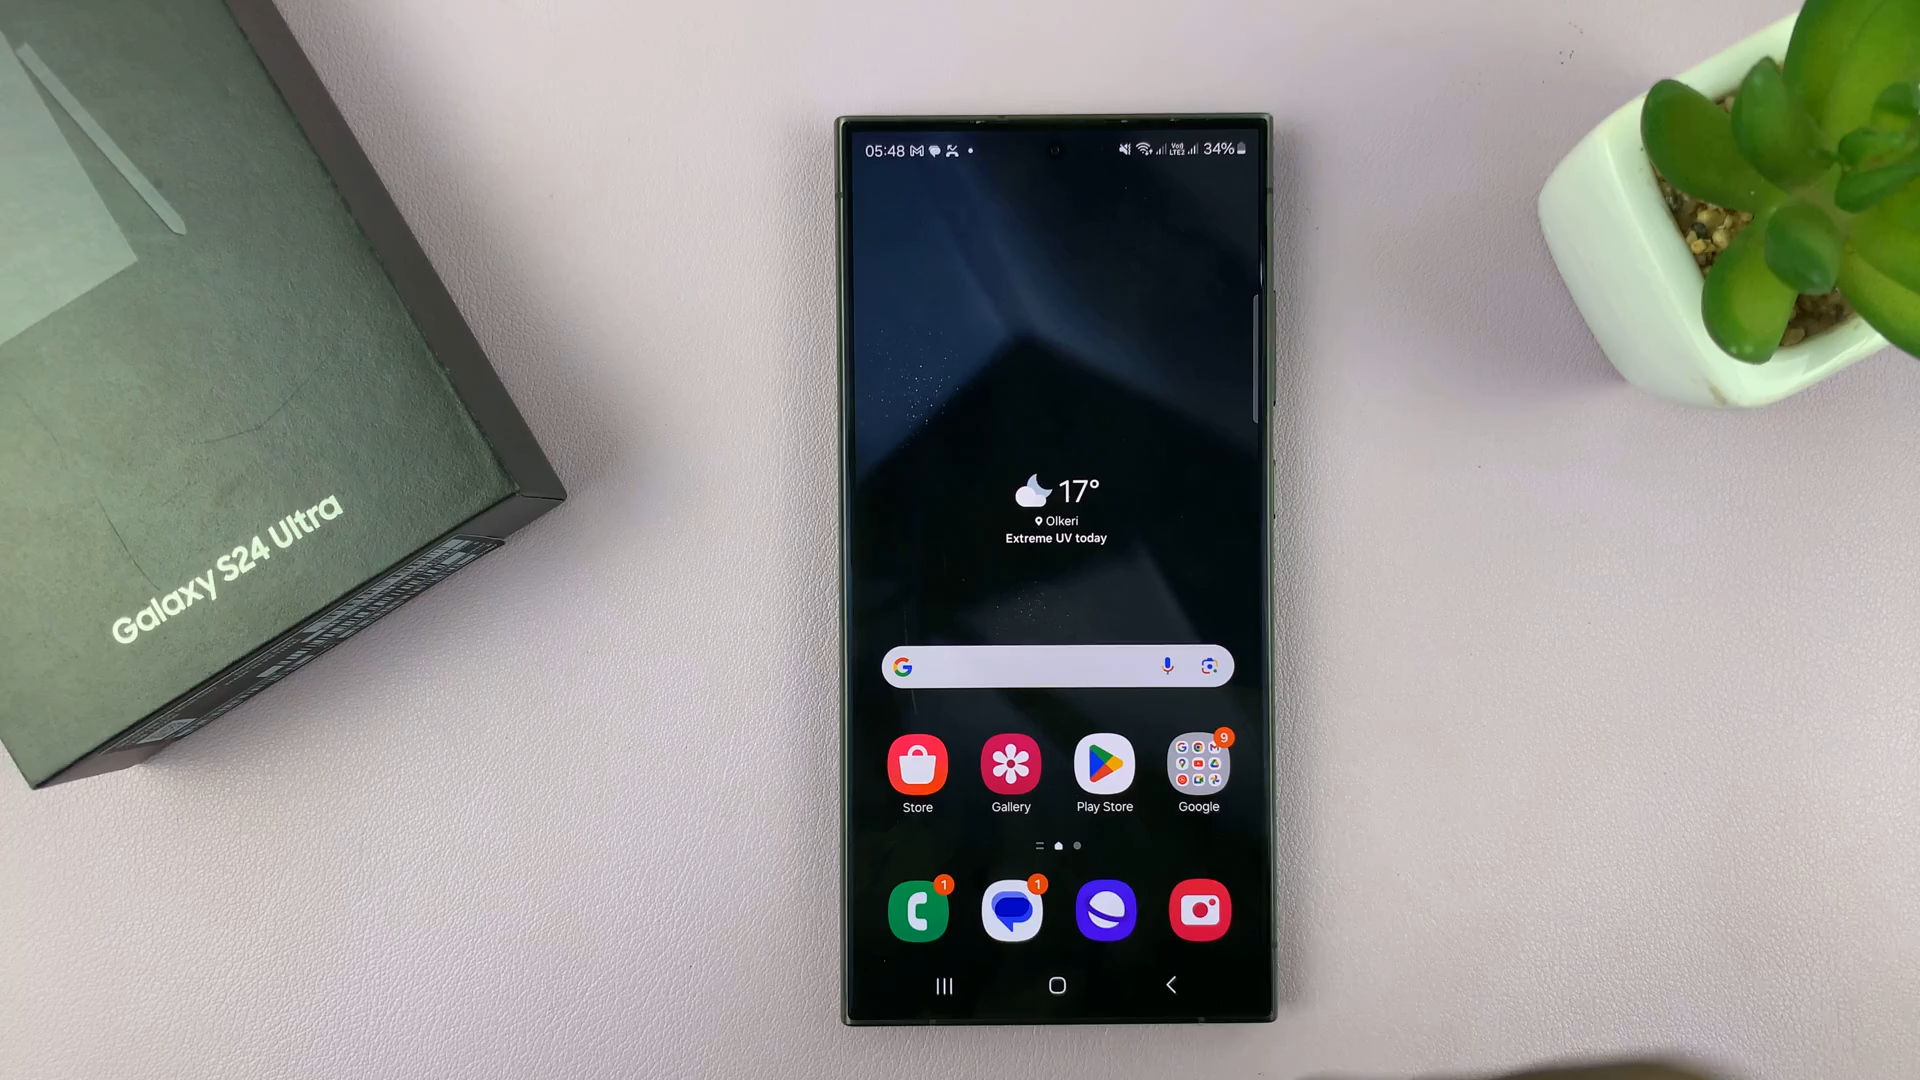 Galaxy S24 Ultra
05:48
34%
17°
Olkeri
Extreme UV today
Store
Gallery
Play Store
9
Google
1
1